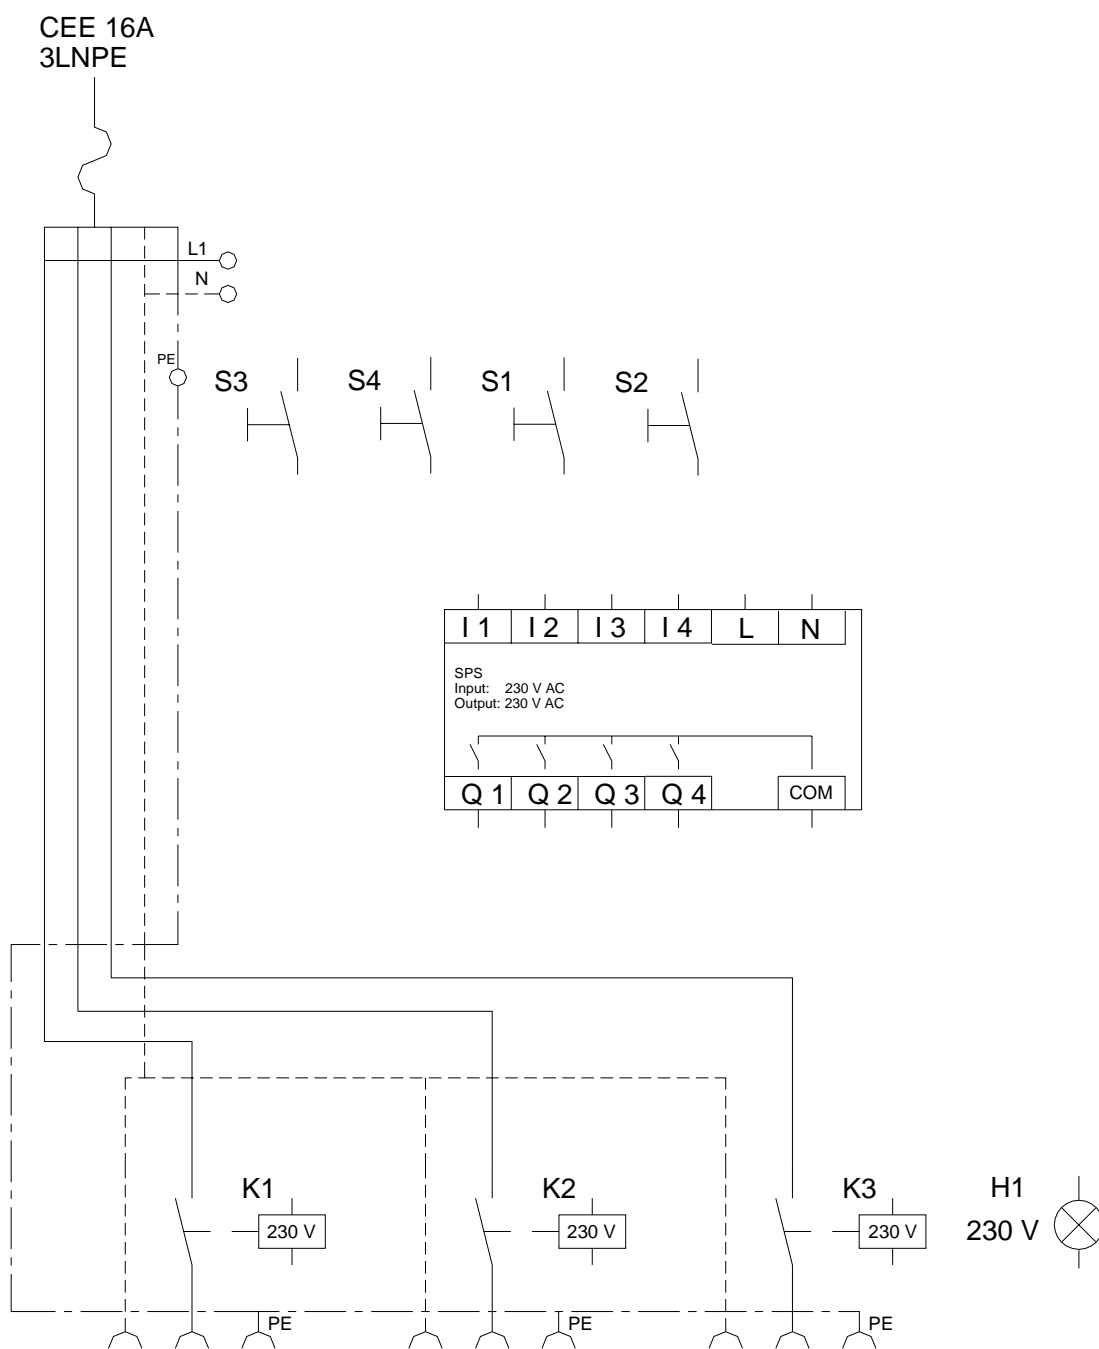 CEE 16A
3LNPE
L1
N
PE
S3
S4
S1
S2
I 1
I 2
I 3
I 4
L
N
SPS
Input: 230 V AC
Output: 230 V AC
Q 1
Q 2
Q 3
Q 4
COM
K1
230 V
K2
230 V
K3
230 V
H1
230 V
PE
PE
PE